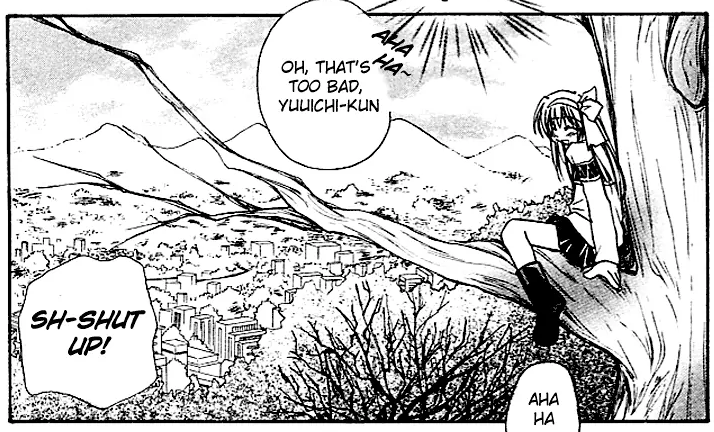 OH, THAT'S
TOO BAD,
YUUICHI-KUN
AHA
HA~
SH-SHUT
UP!
AHA
HA